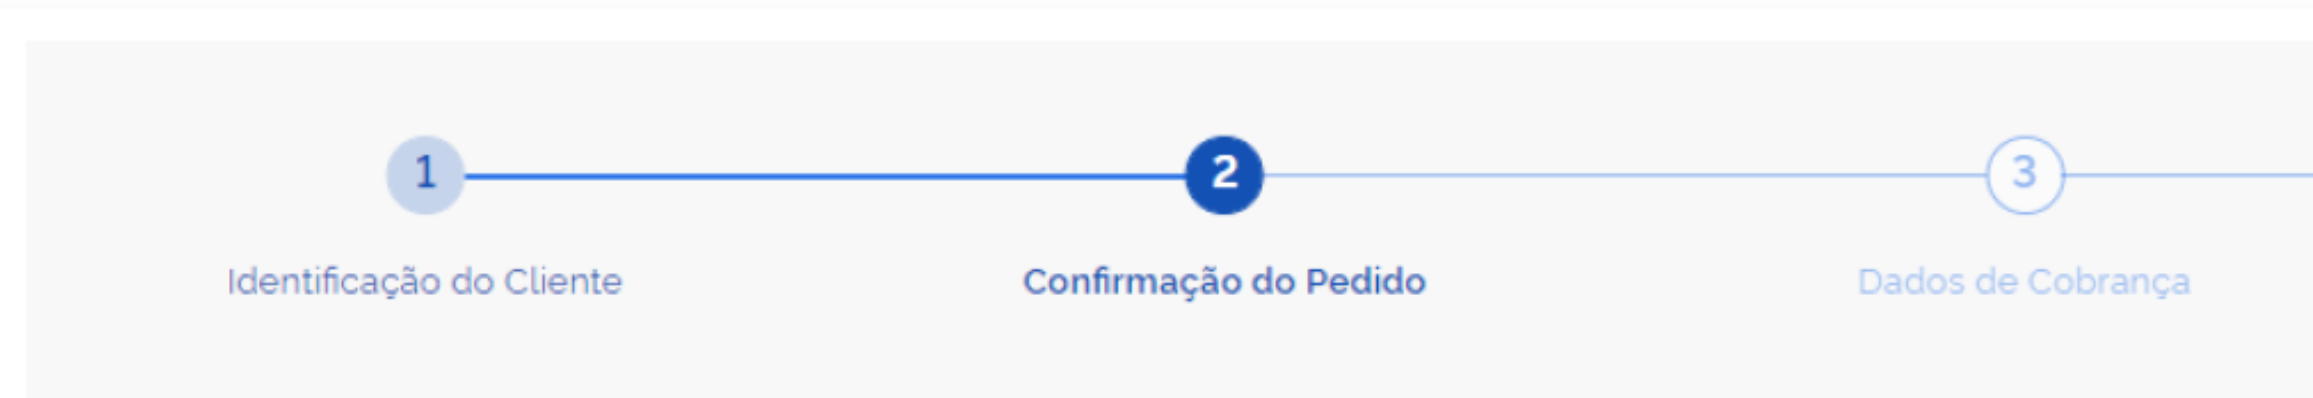 1
2
3
Identificação do Cliente
Confirmação do Pedido
Dados de Cobrança